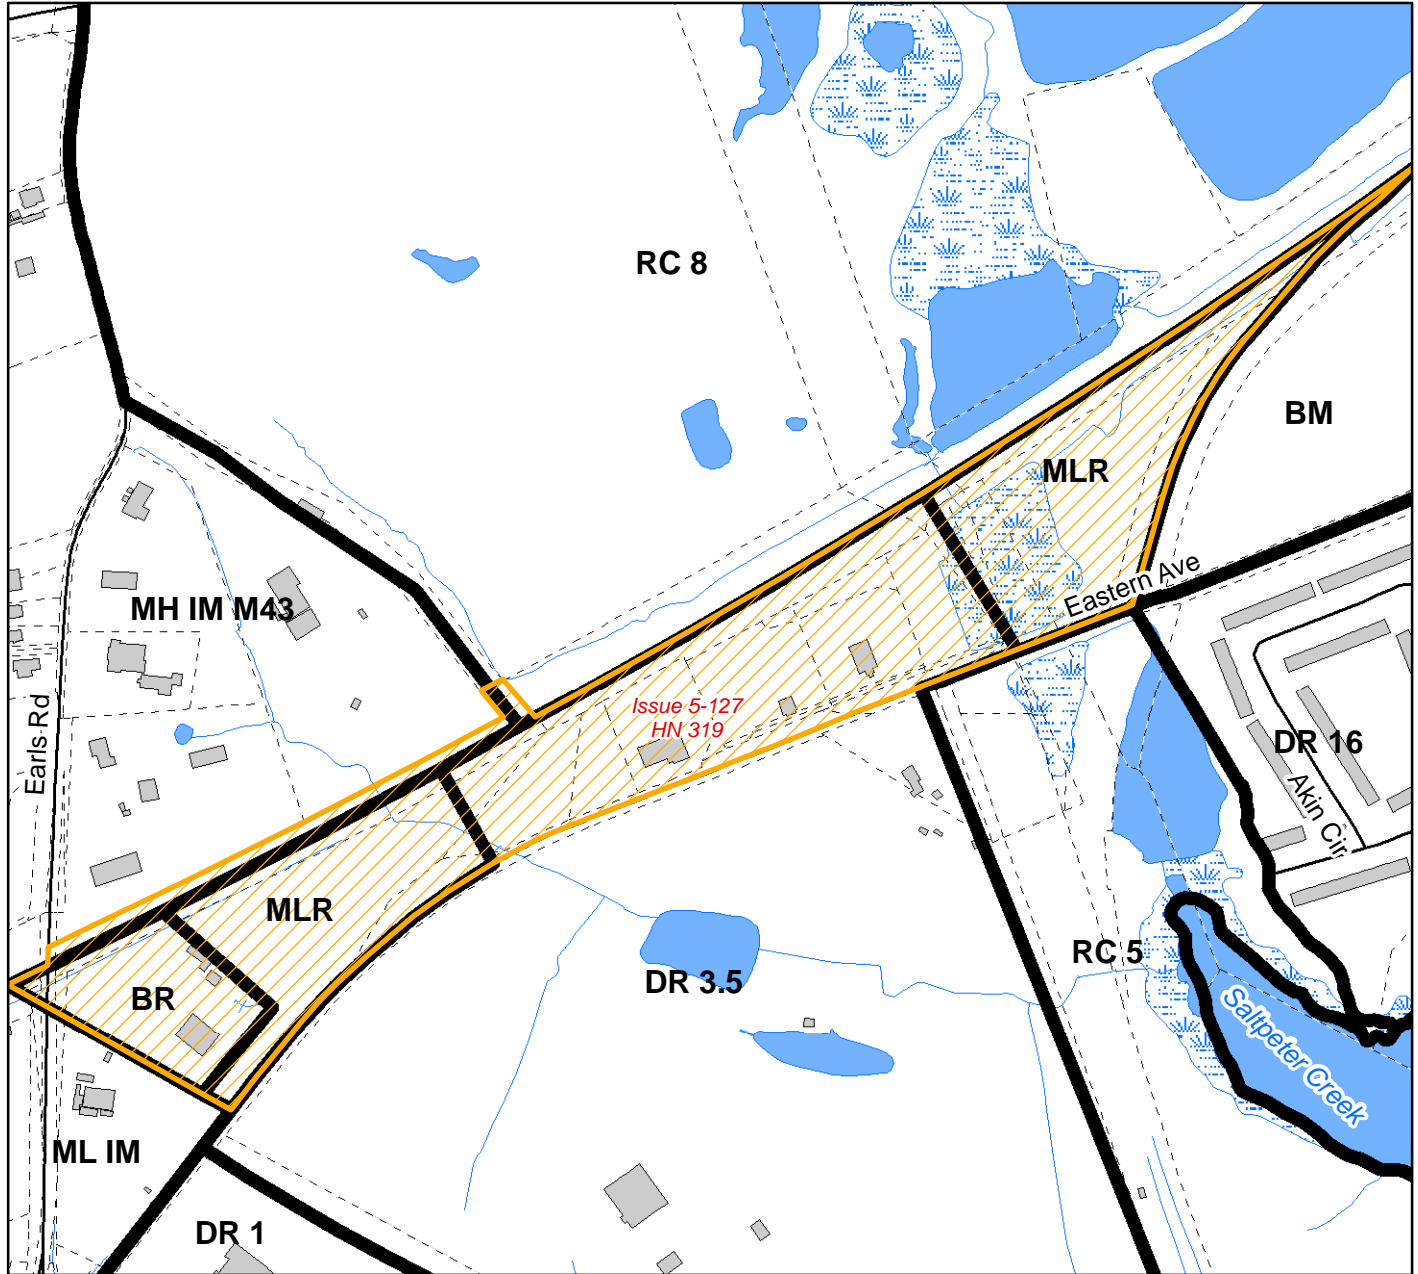 RC 8
BM
MLR
Eastern Ave
MH IM M43
Earls Rd
Issue 5-127
HN 319
DR 16
Akin Cir
MLR
RC 5
DR 3.5
BR
Saltpeter Creek
ML IM
DR 1